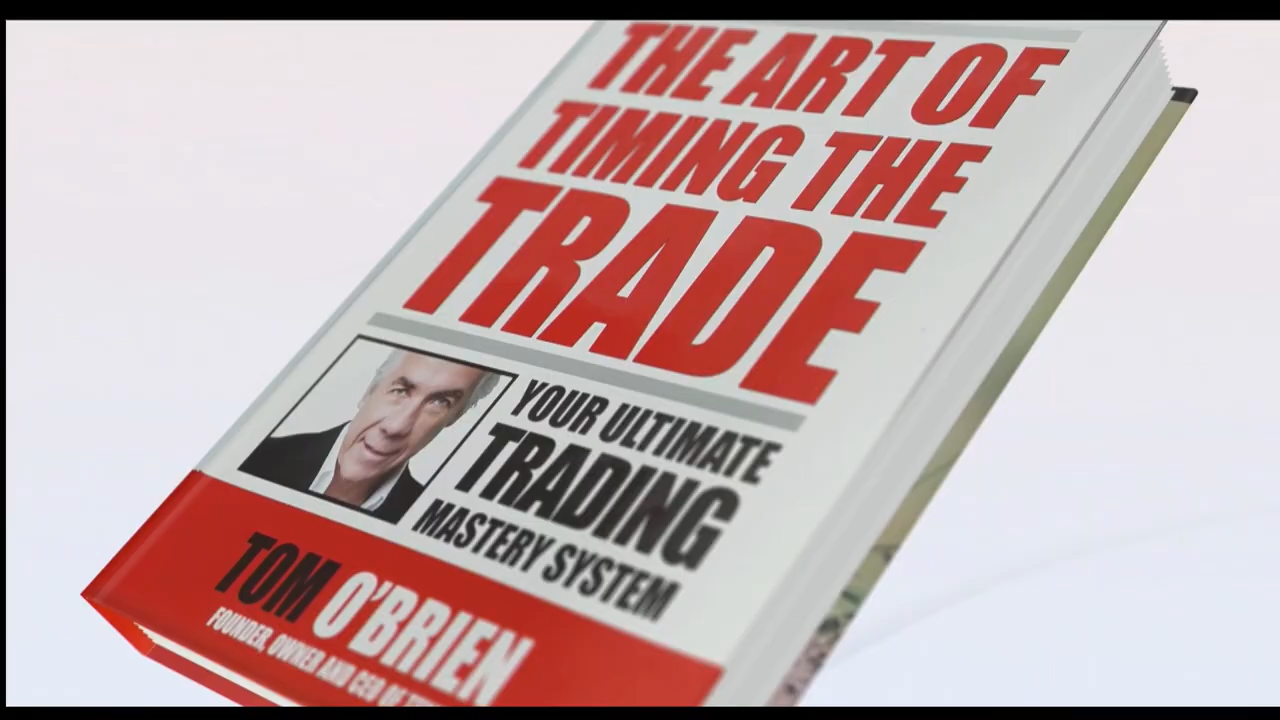 THE ART OF
TIMING THE
TRADE
YOUR ULTIMATE
TRADING
MASTERY SYSTEM
TOM O'BRIEN
FOUNDER, OWNER AND CEO OF